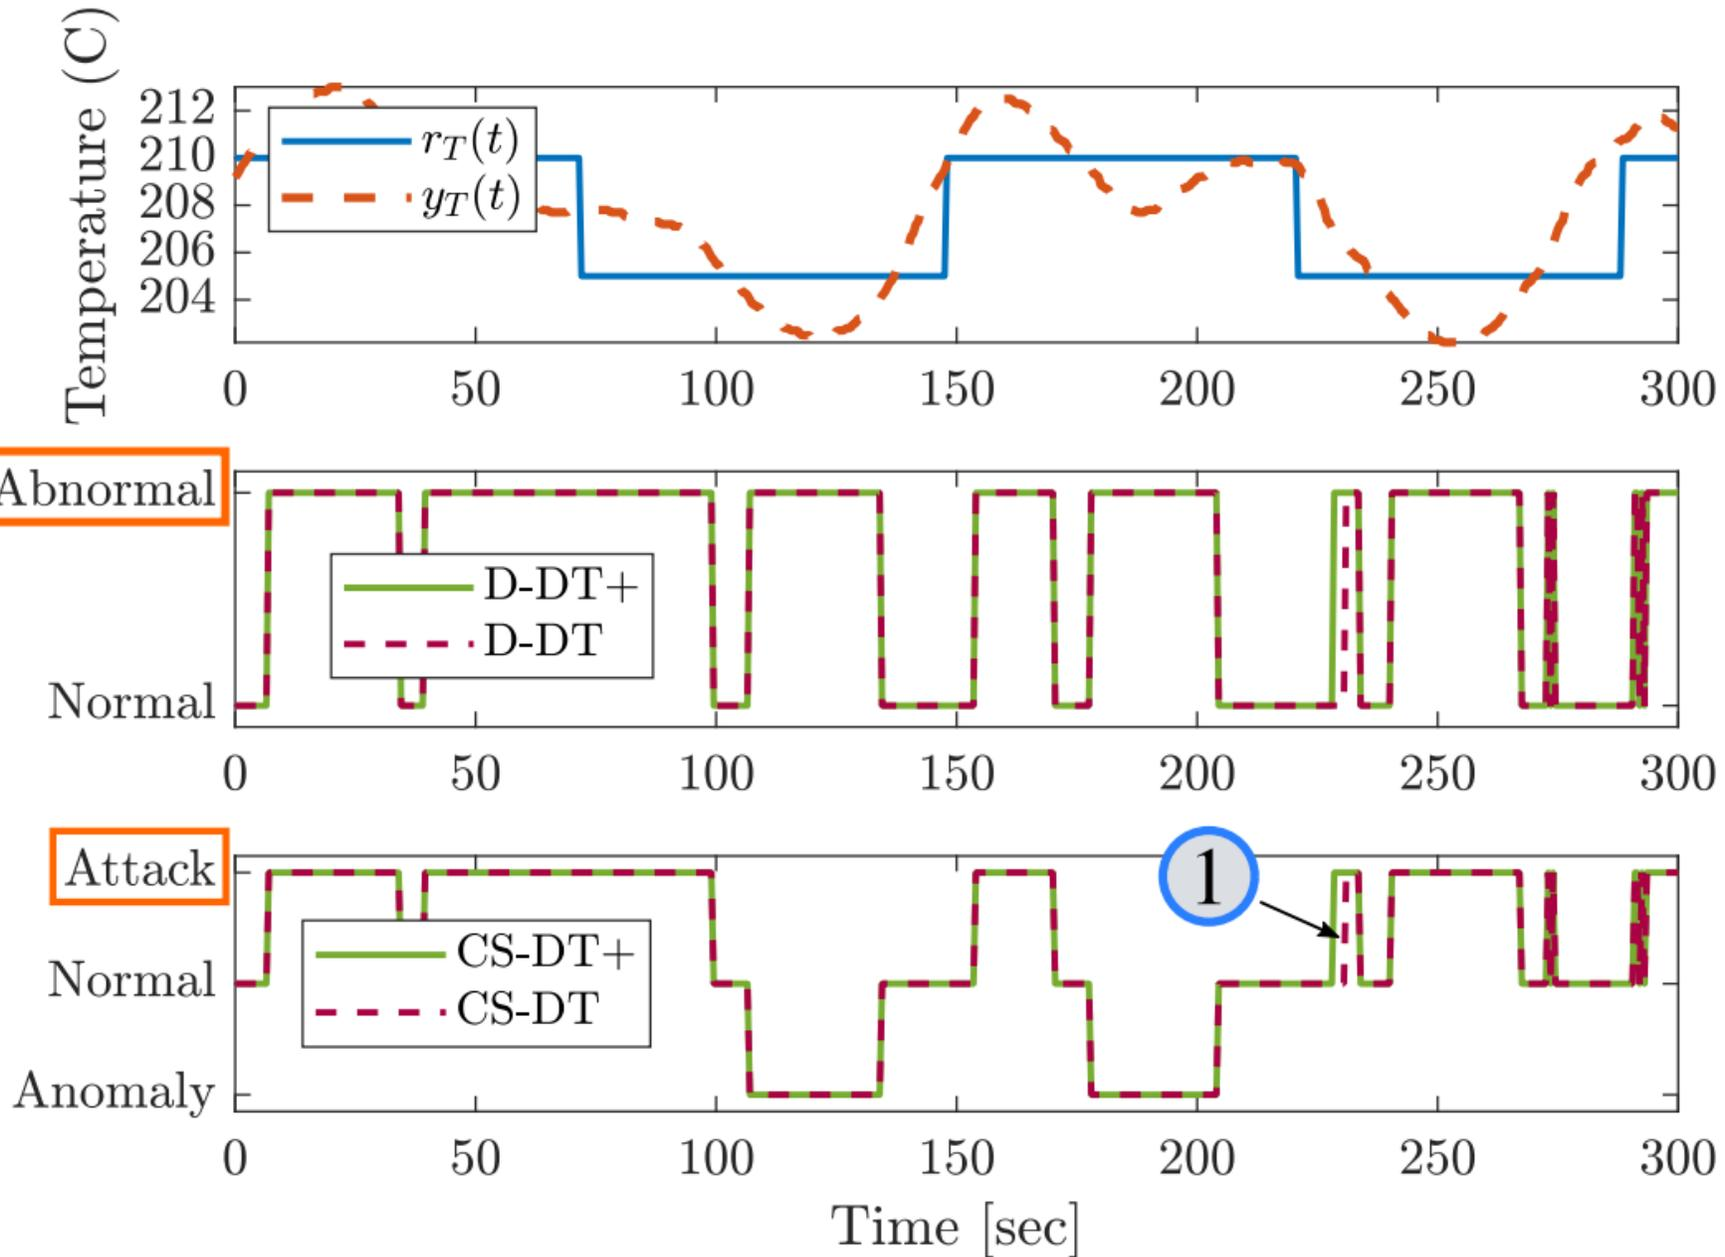 Temperature (C)
212
210
208
206
204
r_T(t)
y_T(t)
0 50 100 150 200 250 300
Abnormal
Normal
D-DT+
D-DT
0 50 100 150 200 250 300
Attack
Normal
Anomaly
CS-DT+
CS-DT
1
0 50 100 150 200 250 300
Time [sec]